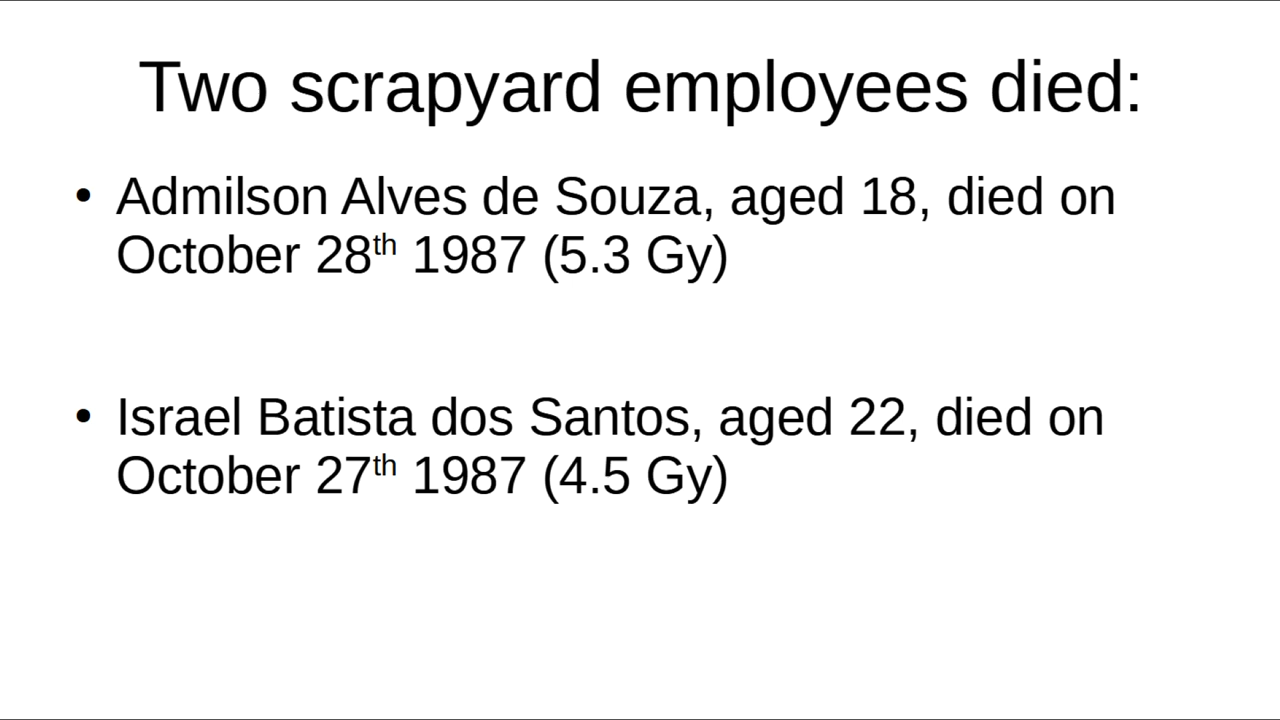 Two scrapyard employees died:
• Admilson Alves de Souza, aged 18, died on
October 28th 1987 (5.3 Gy)
• Israel Batista dos Santos, aged 22, died on
October 27th 1987 (4.5 Gy)